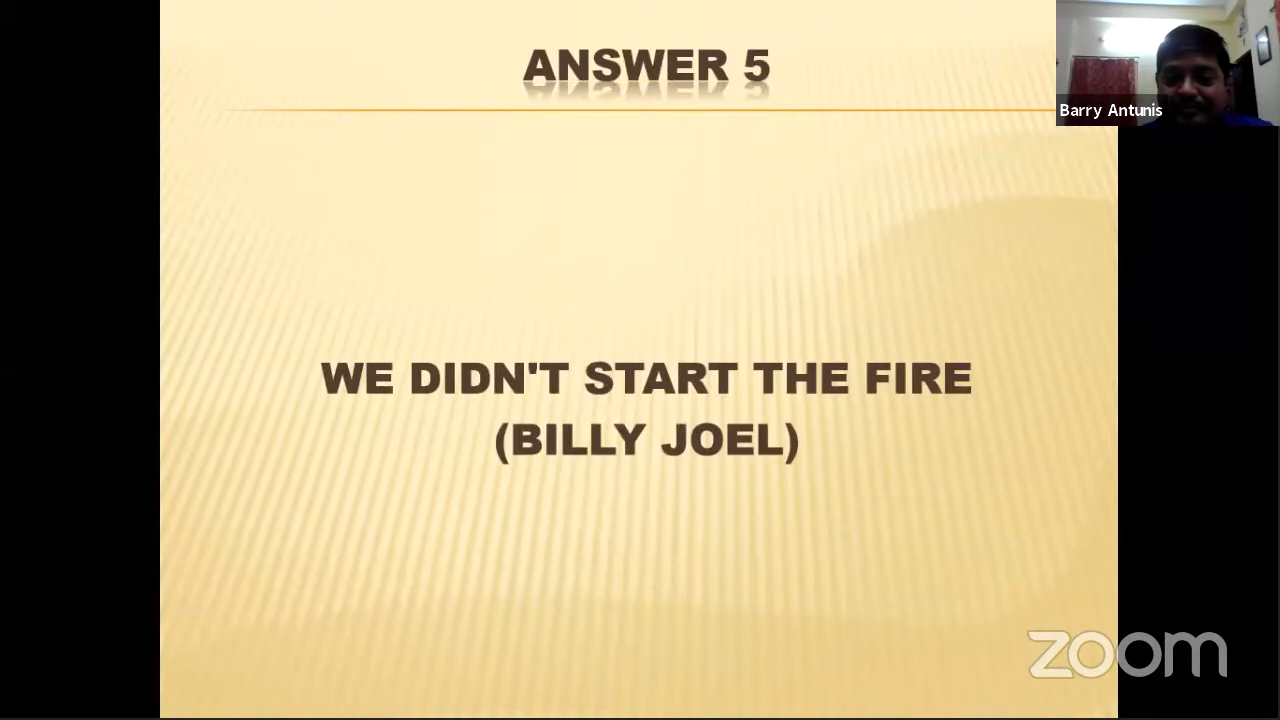 ANSWER 5
Barry Antunis
WE DIDN'T START THE FIRE
(BILLY JOEL)
zoom